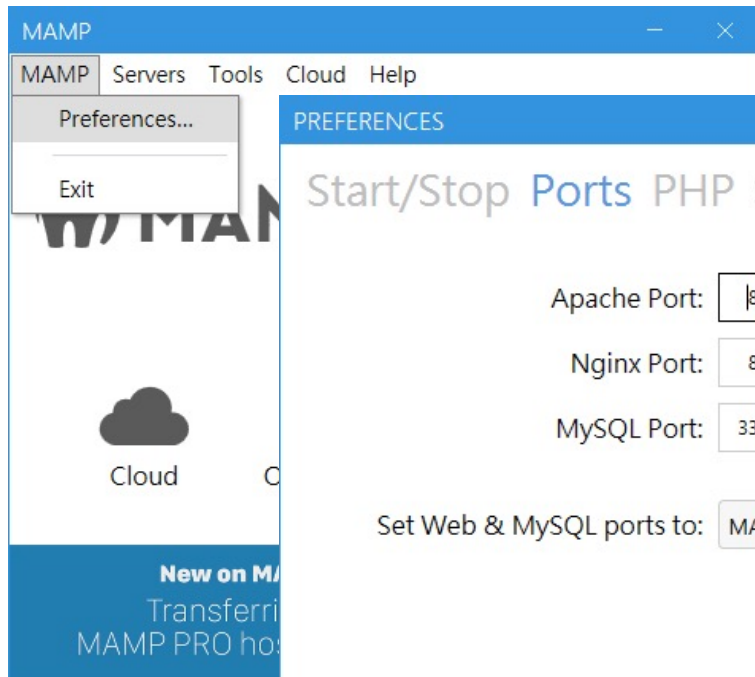 MAMP
MAMP Servers Tools Cloud Help
Preferences...
Exit
PREFERENCES
Start/Stop Ports PHP
Apache Port:
Nginx Port:
MySQL Port:
Set Web & MySQL ports to:
Cloud
New on
Transferri
MAMP PRO